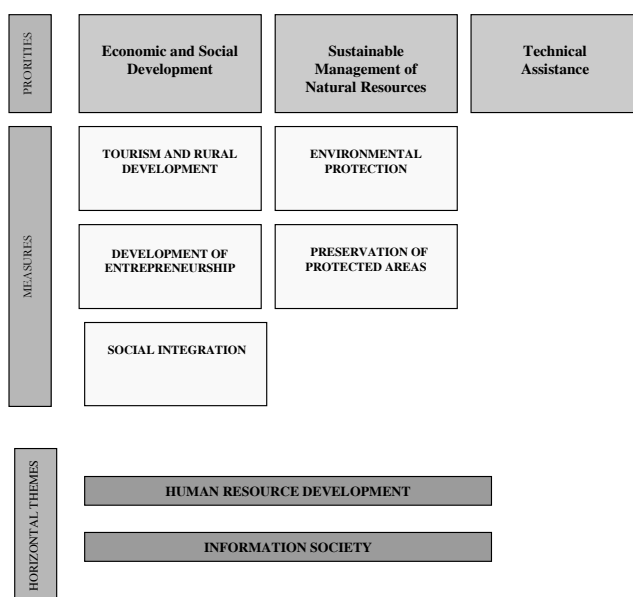 PRORITIES
Economic and Social
Development
Sustainable
Management of
Natural Resources
Technical
Assistance
MEASURES
TOURISM AND RURAL
DEVELOPMENT
ENVIRONMENTAL
PROTECTION
DEVELOPMENT OF
ENTREPRENEURSHIP
PRESERVATION OF
PROTECTED AREAS
SOCIAL INTEGRATION
HORIZONTAL THEMES
HUMAN RESOURCE DEVELOPMENT
INFORMATION SOCIETY